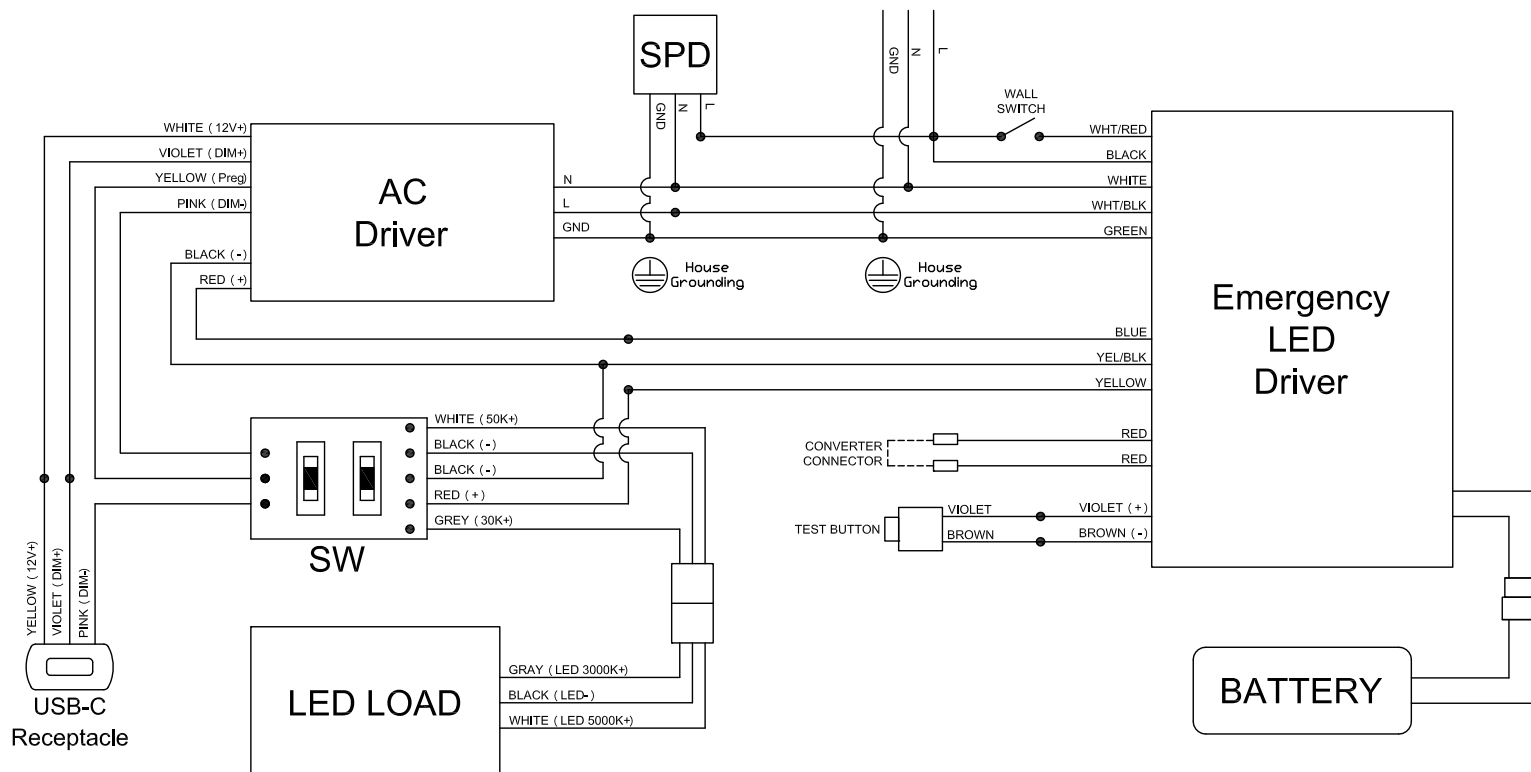 SPD
GND
N
L
GND
N
L
WALL
SWITCH
WHITE (12V+)
VIOLET (DIM+)
YELLOW (Preg)
PINK (DIM-)
BLACK (-)
RED (+)
AC
Driver
N
L
GND
House
Grounding
House
Grounding
WHT/RED
BLACK
WHITE
WHT/BLK
GREEN
BLUE
YEL/BLK
YELLOW
RED
RED
VIOLET (+)
BROWN (-)
Emergency
LED
Driver
CONVERTER
CONNECTOR
TEST BUTTON
VIOLET
BROWN
WHITE (50K+)
BLACK (-)
BLACK (-)
RED (+)
GREY (30K+)
SW
YELLOW (12V+)
VIOLET (DIM+)
PINK (DIM-)
USB-C
Receptacle
LED LOAD
GRAY (LED 3000K+)
BLACK (LED-)
WHITE (LED 5000K+)
BATTERY